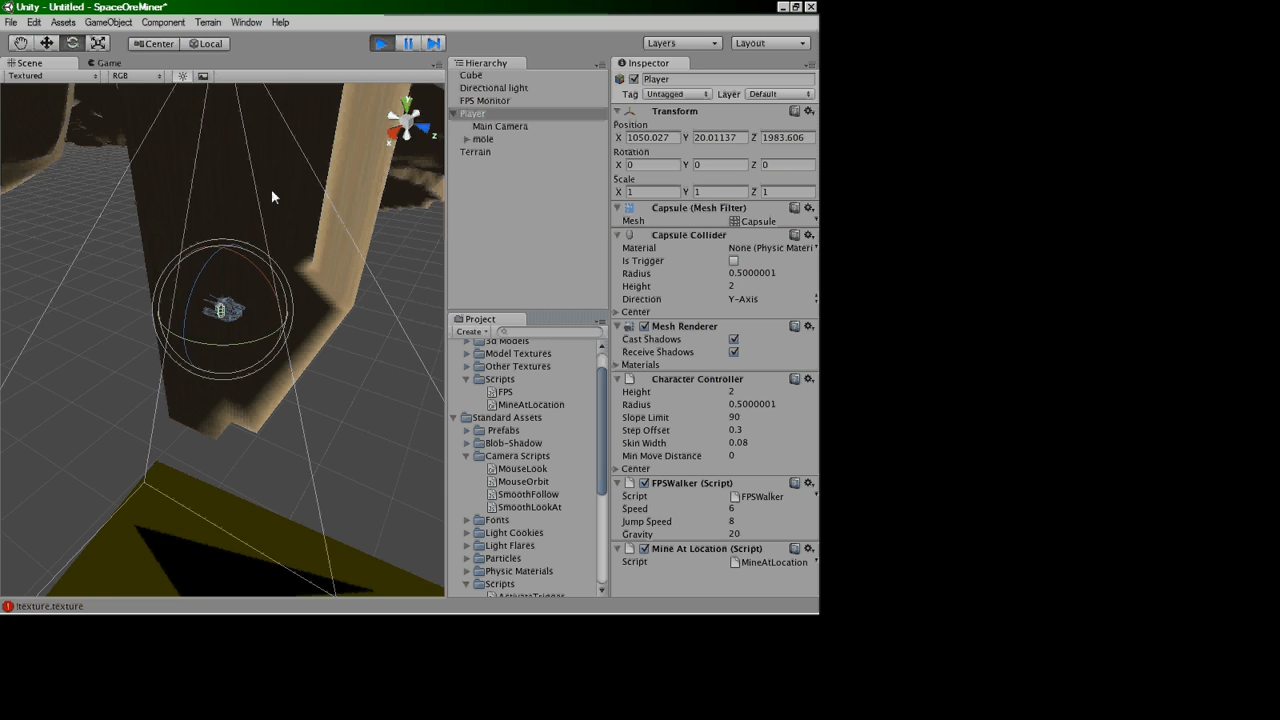 Unity - Untitled - SpaceOreMiner*
File Edit Assets GameObject Component Terrain Window Help
Center Local Layers Layout
Scene Game
Textured RGB
x y z
Hierarchy
Cube
Directional light
FPS Monitor
Player
Main Camera
mole
Terrain
Project
Create
3d Models
Model Textures
Other Textures
Scripts
FPS
MineAtLocation
Standard Assets
Prefabs
Blob-Shadow
Camera Scripts
MouseLook
MouseOrbit
SmoothFollow
SmoothLookAt
Fonts
Light Cookies
Light Flares
Particles
Physic Materials
Scripts
ActivateTrigger
Inspector
Player
Tag Untagged Layer Default
Transform
Position
X 1050.027 Y 20.01137 Z 1983.606
Rotation
X 0 Y 0 Z 0
Scale
X 1 Y 1 Z 1
Capsule (Mesh Filter)
Mesh Capsule
Capsule Collider
Material None (Physic Materi
Is Trigger
Radius 0.5000001
Height 2
Direction Y-Axis
Center
Mesh Renderer
Cast Shadows
Receive Shadows
Materials
Character Controller
Height 2
Radius 0.5000001
Slope Limit 90
Step Offset 0.3
Skin Width 0.08
Min Move Distance 0
Center
FPSWalker (Script)
Script FPSWalker
Speed 6
Jump Speed 8
Gravity 20
Mine At Location (Script)
Script MineAtLocation
!texture.texture